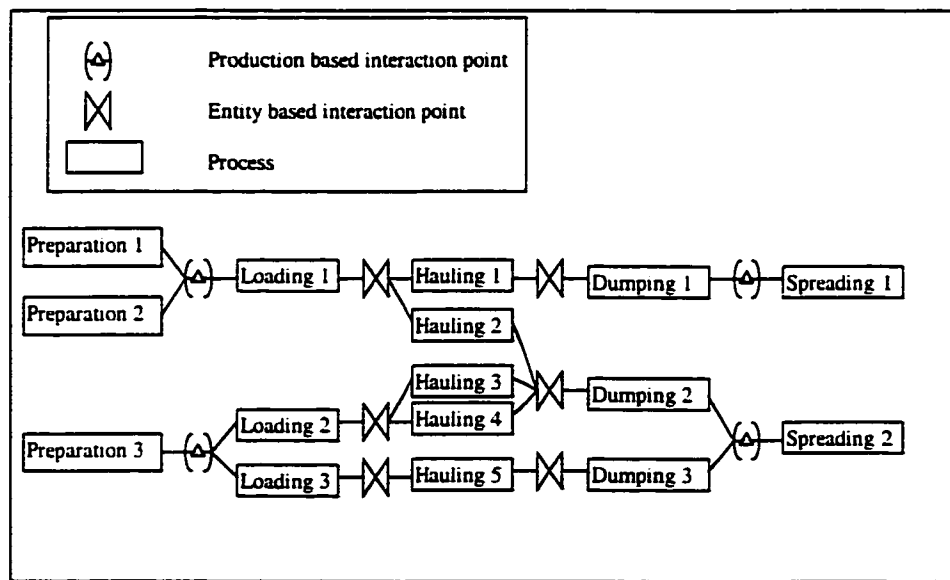 Production based interaction point
Entity based interaction point
Process
Preparation 1
Loading 1
Hauling 1
Dumping 1
Spreading 1
Preparation 2
Hauling 2
Hauling 3
Dumping 2
Hauling 4
Loading 2
Spreading 2
Preparation 3
Loading 3
Hauling 5
Dumping 3